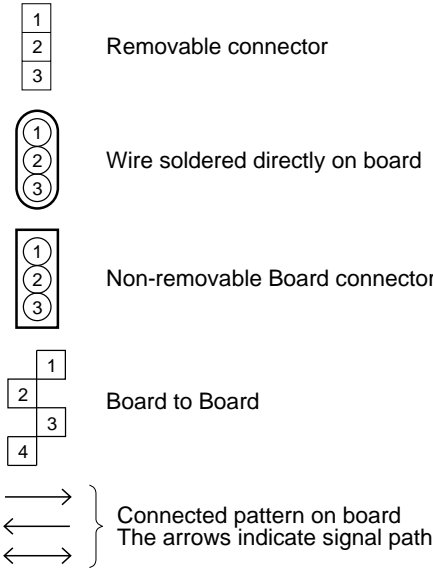 1
2
3
Removable connector
1
2
3
Wire soldered directly on board
1
2
3
Non-removable Board connector
1
2
3
4
Board to Board
Connected pattern on board
The arrows indicate signal path